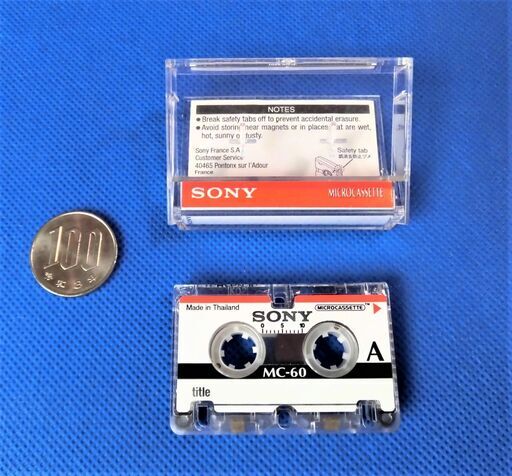 NOTES
● Break safety tabs off to prevent accidental erasure.
● Avoid storing near magnets or in places that are wet,
hot, sunny or dusty.
Sony France S.A.
Customer Service
40465 Pontonx sur l'Adour
France
Safety tab
SONY
MICROCASSETTE
100
Made in Thailand
SONY
MICROCASSETTE™
0 5 10
A
MC-60
title